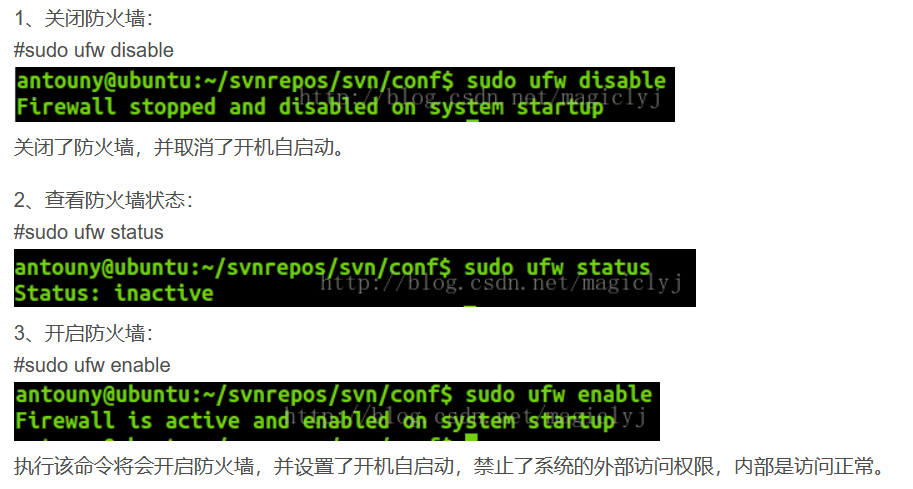 1、关闭防火墙：
#sudo ufw disable
antouny@ubuntu:~/svnrepos/svn/conf$ sudo ufw disable
Firewall stopped and disabled on system startup
http://blog.csdn.net/magiclyj
关闭了防火墙，并取消了开机自启动。
2、查看防火墙状态：
#sudo ufw status
antouny@ubuntu:~/svnrepos/svn/conf$ sudo ufw status
Status: inactive
http://blog.csdn.net/magiclyj
3、开启防火墙：
#sudo ufw enable
antouny@ubuntu:~/svnrepos/svn/conf$ sudo ufw enable
Firewall is active and enabled on system startup
http://blog.csdn.net/magiclyj
执行该命令将会开启防火墙，并设置了开机自启动，禁止了系统的外部访问权限，内部是访问正常。